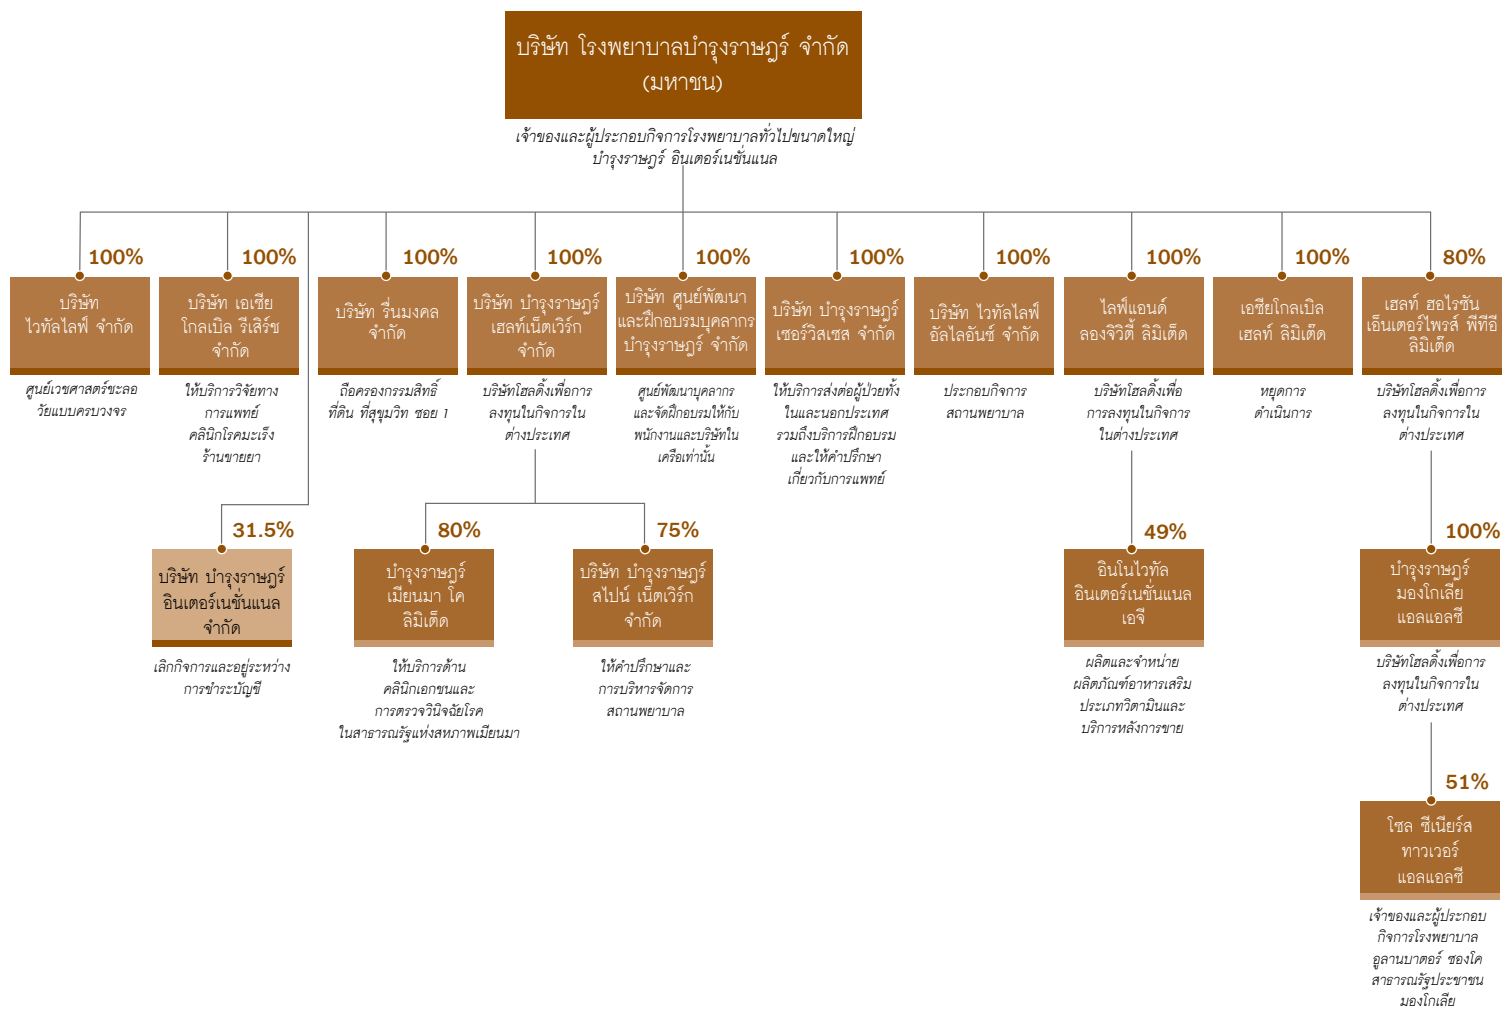 บริษัท โรงพยาบาลบำรุงราษฎร์ จำกัด
(มหาชน)
เจ้าของและผู้ประกอบกิจการโรงพยาบาลทั่วไปขนาดใหญ่
บำรุงราษฎร์ อินเตอร์เนชั่นแนล
100%
บริษัท
ไวทัลไลฟ์ จำกัด
ศูนย์เวชศาสตร์ชะลอ
วัยแบบครบวงจร
100%
บริษัท เอเชีย
โกลเบิล รีเสิร์ช
จำกัด
ให้บริการวิจัยทาง
การแพทย์
คลินิกโรคมะเร็ง
ร้านขายยา
100%
บริษัท รื่นมงคล
จำกัด
ถือครองกรรมสิทธิ์
ที่ดิน ที่สุขุมวิท ซอย 1
100%
บริษัท บำรุงราษฎร์
เฮลท์เน็ตเวิร์ก
จำกัด
บริษัทโฮลดิ้งเพื่อการ
ลงทุนในกิจการใน
ต่างประเทศ
100%
บริษัท ศูนย์พัฒนา
และฝึกอบรมบุคลากร
บำรุงราษฎร์ จำกัด
ศูนย์พัฒนาบุคลากร
และจัดฝึกอบรมให้กับ
พนักงานและบริษัทใน
เครือเท่านั้น
100%
บริษัท บำรุงราษฎร์
เซอร์วิสเซส จำกัด
ให้บริการส่งต่อผู้ป่วยทั้ง
ในและนอกประเทศ
รวมถึงบริการฝึกอบรม
และให้คำปรึกษา
เกี่ยวกับการแพทย์
100%
บริษัท ไวทัลไลฟ์
อัลไลอันซ์ จำกัด
ประกอบกิจการ
สถานพยาบาล
100%
ไลฟ์แอนด์
ลองจิวิตี้ ลิมิเต็ด
บริษัทโฮลดิ้งเพื่อ
การลงทุนในกิจการ
ในต่างประเทศ
100%
เอเชียโกลเบิล
เฮลท์ ลิมิเต๊ด
หยุดการ
ดำเนินการ
80%
เฮลท์ ฮอไรซัน
เอ็นเตอร์ไพรส์ พีทีอี
ลิมิเต๊ด
บริษัทโฮลดิ้งเพื่อการ
ลงทุนในกิจการใน
ต่างประเทศ
31.5%
บริษัท บำรุงราษฎร์
อินเตอร์เนชั่นแนล
จำกัด
เลิกกิจการและอยู่ระหว่าง
การชำระบัญชี
80%
บำรุงราษฎร์
เมียนมา โค
ลิมิเต็ด
ให้บริการด้าน
คลินิกเอกชนและ
การตรวจวินิจฉัยโรค
ในสาธารณรัฐแห่งสหภาพเมียนมา
75%
บริษัท บำรุงราษฎร์
สไปน์ เน็ตเวิร์ก
จำกัด
ให้คำปรึกษาและ
การบริหารจัดการ
สถานพยาบาล
49%
อินโนไวทัล
อินเตอร์เนชั่นแนล
เอจี
ผลิตและจำหน่าย
ผลิตภัณฑ์อาหารเสริม
ประเภทวิตามินและ
บริการหลังการขาย
100%
บำรุงราษฎร์
มองโกเลีย
แอลแอลซี
บริษัทโฮลดิ้งเพื่อการ
ลงทุนในกิจการใน
ต่างประเทศ
51%
โซล ซีเนียร์ส
ทาวเวอร์
แอลแอลซี
เจ้าของและผู้ประกอบ
กิจการโรงพยาบาล
อูลานบาตอร์ ซองโด
สาธารณรัฐประชาชน
มองโกเลีย